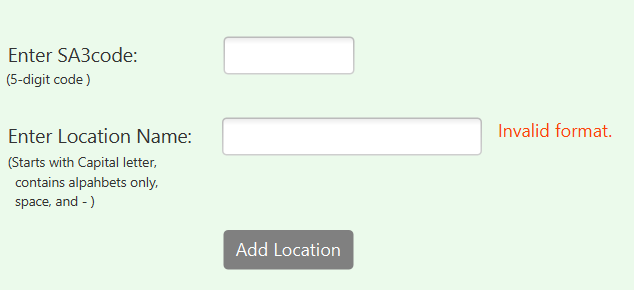 Enter SA3code:
(5-digit code )
Enter Location Name:
Invalid format.
(Starts with Capital letter,
contains alpahbets only,
space, and - )
Add Location